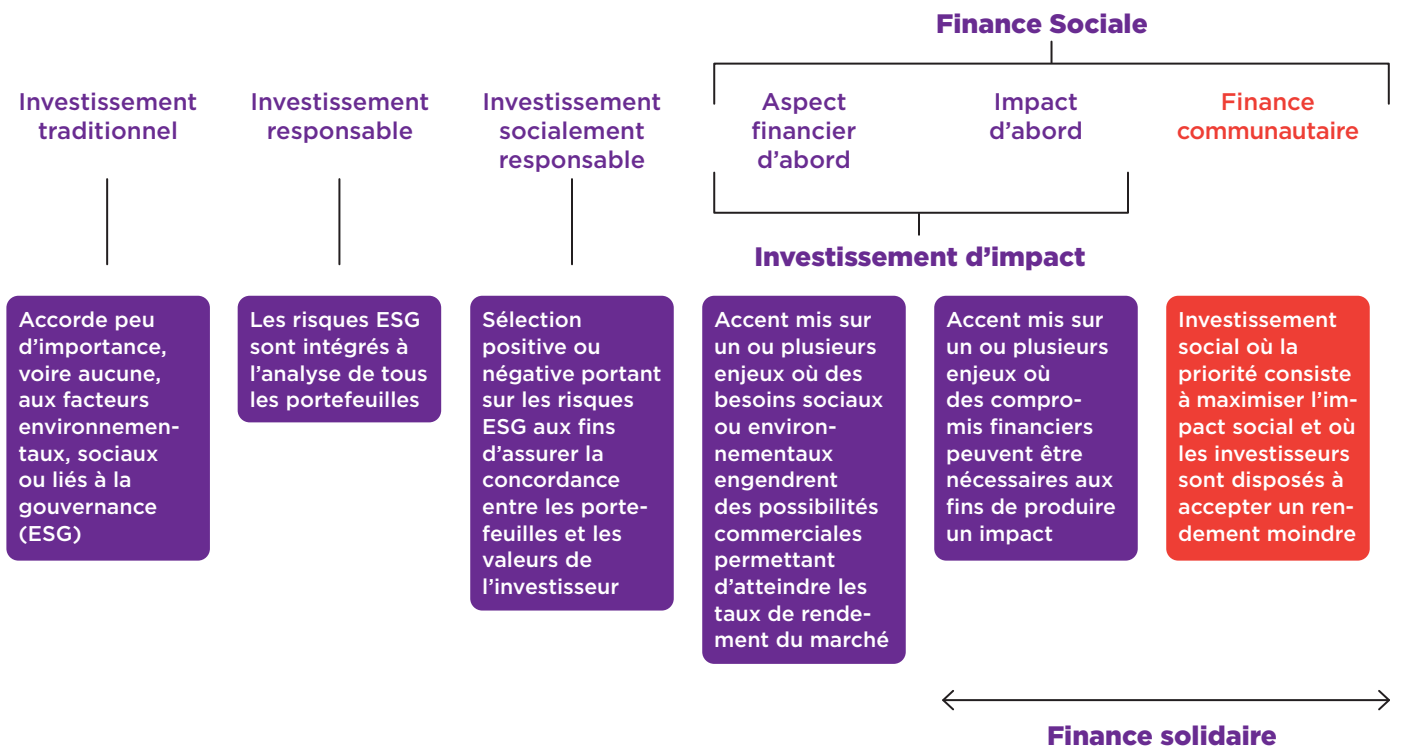 Finance Sociale
Investissement
traditionnel
Investissement
responsable
Investissement
socialement
responsable
Aspect
financier
d’abord
Impact
d’abord
Finance
communautaire
Investissement d’impact
Accorde peu
d’importance,
voire aucune,
aux facteurs
environnemen-
taux, sociaux
ou liés à la
gouvernance
(ESG)
Les risques ESG
sont intégrés à
l’analyse de tous
les portefeuilles
Sélection
positive ou
négative portant
sur les risques
ESG aux fins
d’assurer la
concordance
entre les porte-
feuilles et les
valeurs de
l’investisseur
Accent mis sur
un ou plusieurs
enjeux où des
besoins sociaux
ou environ-
nementaux
engendrent
des possibilités
commerciales
permettant
d’atteindre les
taux de rende-
ment du marché
Accent mis sur
un ou plusieurs
enjeux où
des compro-
mis financiers
peuvent être
nécessaires aux
fins de produire
un impact
Investissement
social où la
priorité consiste
à maximiser l’im-
pact social et où
les investisseurs
sont disposés à
accepter un ren-
dement moindre
Finance solidaire